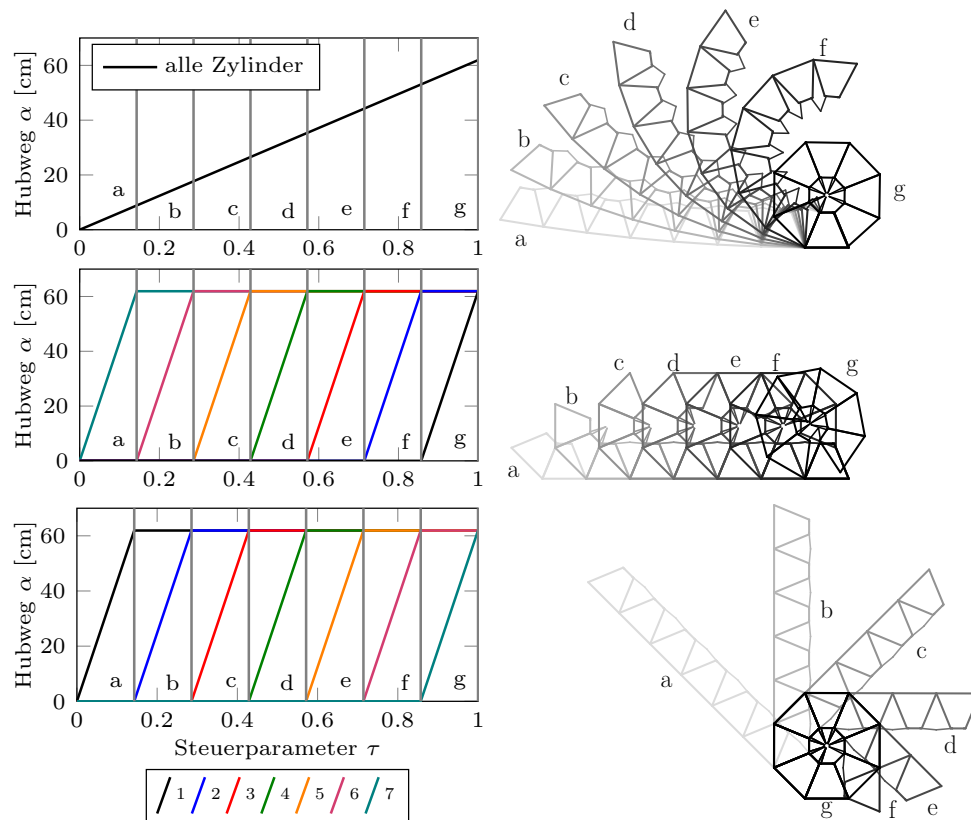 alle Zylinder
Hubweg α [cm]
60
40
20
0
a b c d e f g
0 0.2 0.4 0.6 0.8 1
a
b
c
d
e
f
g
Hubweg α [cm]
60
40
20
0
a b c d e f g
0 0.2 0.4 0.6 0.8 1
a
b
c
d
e
f
g
Hubweg α [cm]
60
40
20
0
a b c d e f g
0 0.2 0.4 0.6 0.8 1
Steuerparameter τ
1 2 3 4 5 6 7
a
b
c
d
e
f
g